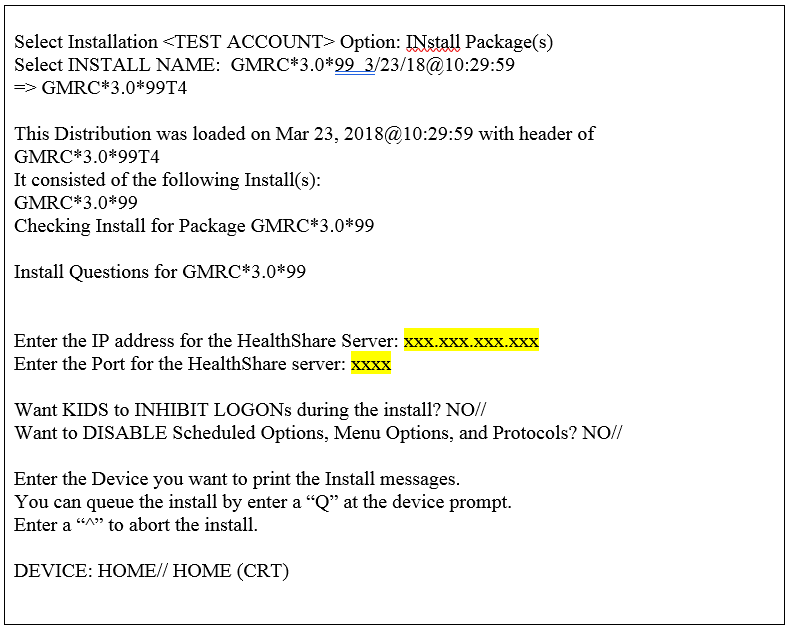 Select Installation <TEST ACCOUNT> Option: INstall Package(s)
Select INSTALL NAME:  GMRC*3.0*99  3/23/18@10:29:59
=> GMRC*3.0*99T4
This Distribution was loaded on Mar 23, 2018@10:29:59 with header of
GMRC*3.0*99T4
It consisted of the following Install(s):
GMRC*3.0*99
Checking Install for Package GMRC*3.0*99
Install Questions for GMRC*3.0*99
Enter the IP address for the HealthShare Server: xxx.xxx.xxx.xxx
Enter the Port for the HealthShare server: xxxx
Want KIDS to INHIBIT LOGONs during the install? NO//
Want to DISABLE Scheduled Options, Menu Options, and Protocols? NO//
Enter the Device you want to print the Install messages.
You can queue the install by enter a “Q” at the device prompt.
Enter a “^” to abort the install.
DEVICE: HOME// HOME (CRT)